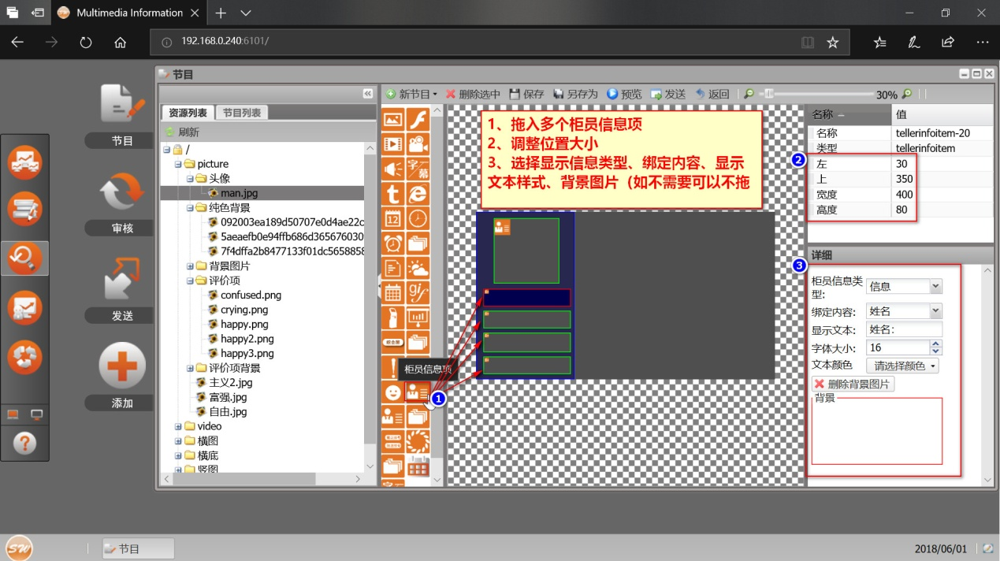 Multimedia Information
192.168.0.240:6101/
节目
资源列表
节目列表
刷新
/
picture
头像
man.jpg
纯色背景
092003ea189d50707e0d4ae22c
5aeaefb0e94ffb686d365676030
7f4dffa2b8477133f01dc5658858
背景图片
评价项
confused.png
crying.png
happy.png
happy2.png
happy3.png
评价项背景
主义2.jpg
富强.jpg
自由.jpg
video
横图
横底
竖图
节目
审核
发送
添加
新节目
删除选中
保存
另存为
预览
发送
返回
30%
1、拖入多个柜员信息项
2、调整位置大小
3、选择显示信息类型、绑定内容、显示
文本样式、背景图片（如不需要可以不拖
柜员信息项
1
名称
值
名称
tellerinfoitem-20
类型
tellerinfoitem
2
左
30
上
350
宽度
400
高度
80
详细
3
柜员信息类
型:
信息
绑定内容:
姓名
显示文本:
姓名：
字体大小:
16
文本颜色
请选择颜色
删除背景图片
背景
SW
节目
2018/06/01